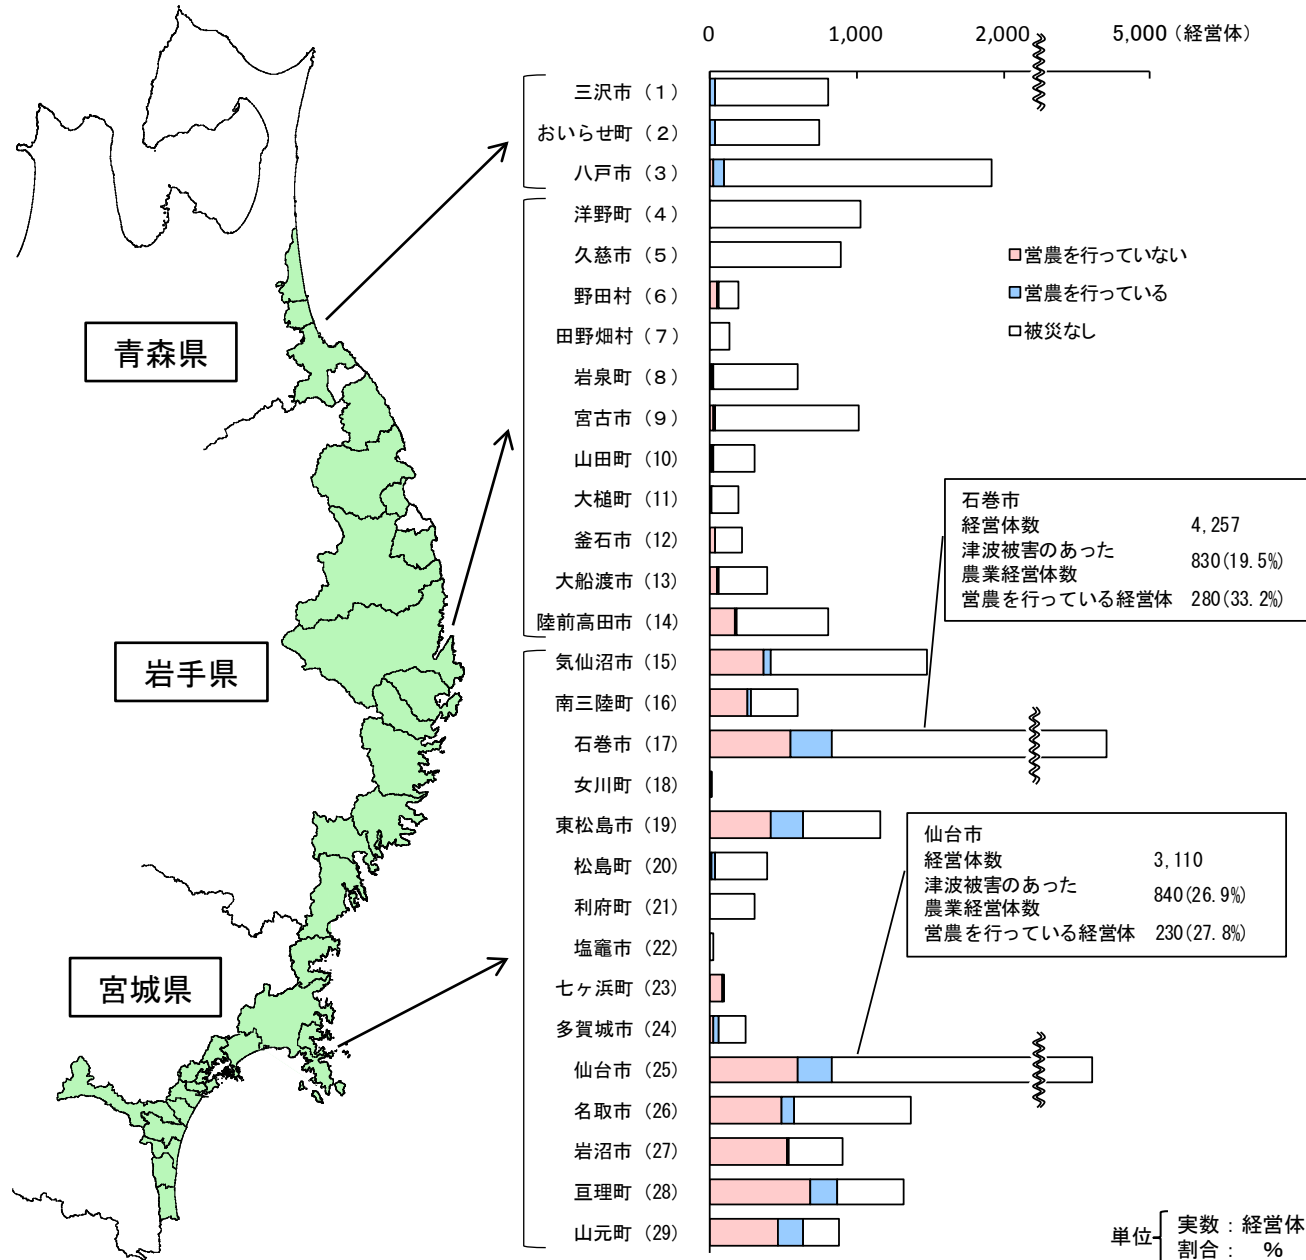 0 1,000 2,000 5,000（経営体）
三沢市（１）
おいらせ町（２）
八戸市（３）
洋野町（４）
久慈市（５）
野田村（６）
田野畑村（７）
岩泉町（８）
宮古市（９）
山田町（10）
大槌町（11）
釜石市（12）
大船渡市（13）
陸前高田市（14）
気仙沼市（15）
南三陸町（16）
石巻市（17）
女川町（18）
東松島市（19）
松島町（20）
利府町（21）
塩竈市（22）
七ヶ浜町（23）
多賀城市（24）
仙台市（25）
名取市（26）
岩沼市（27）
亘理町（28）
山元町（29）
青森県
岩手県
宮城県
営農を行っていない
営農を行っている
被災なし
石巻市
経営体数 4,257
津波被害のあった
農業経営体数 830(19.5%)
営農を行っている経営体 280(33.2%)
仙台市
経営体数 3,110
津波被害のあった
農業経営体数 840(26.9%)
営農を行っている経営体 230(27.8%)
単位
実数：経営体
割合： %